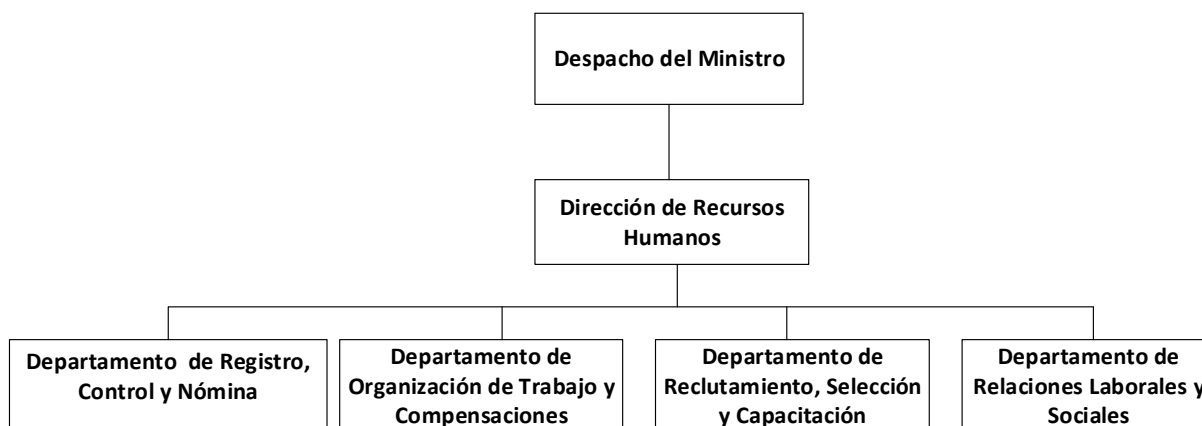 Despacho del Ministro
Dirección de Recursos
Humanos
Departamento de Registro,
Control y Nómina
Departamento de
Organización de Trabajo y
Compensaciones
Departamento de
Reclutamiento, Selección
y Capacitación
Departamento de
Relaciones Laborales y
Sociales